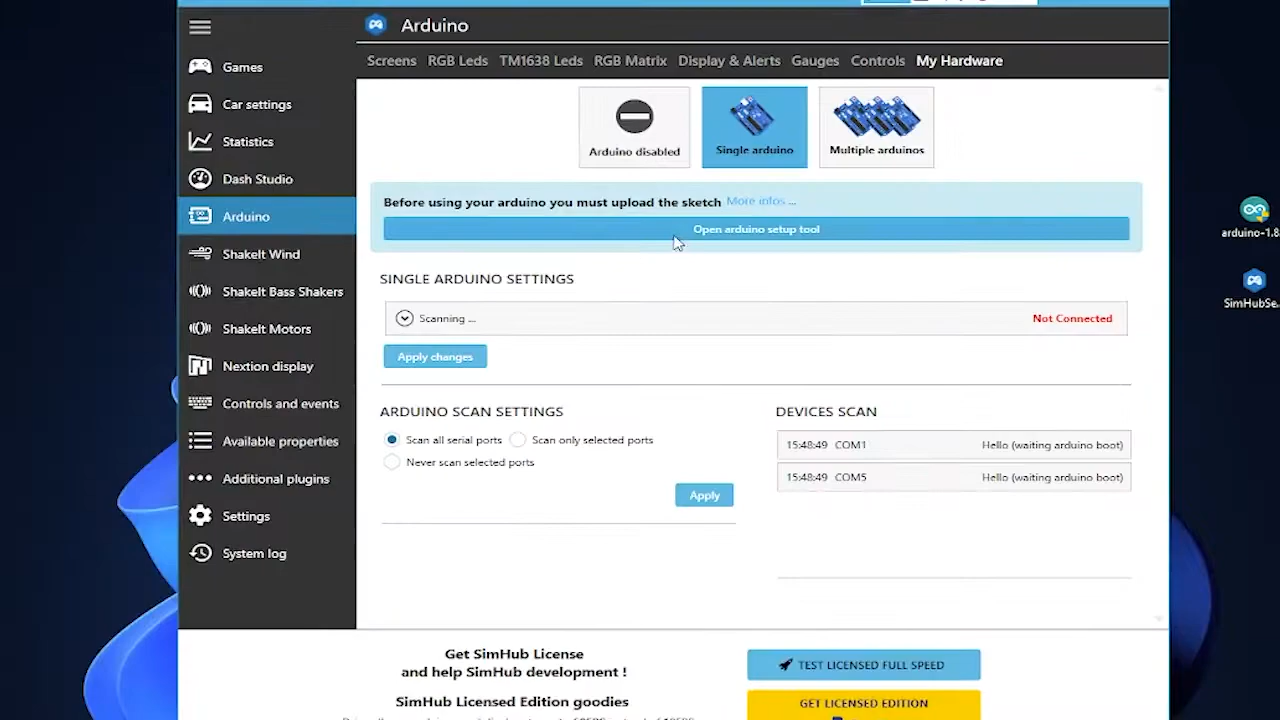 Arduino
Screens RGB Leds TM1638 Leds RGB Matrix Display & Alerts Gauges Controls My Hardware
Games
Car settings
Statistics
Dash Studio
Arduino
ShakeIt Wind
ShakeIt Bass Shakers
ShakeIt Motors
Nextion display
Controls and events
Available properties
Additional plugins
Settings
System log
Arduino disabled
Single arduino
Multiple arduinos
Before using your arduino you must upload the sketch More infos ...
Open arduino setup tool
SINGLE ARDUINO SETTINGS
Scanning ... Not Connected
Apply changes
ARDUINO SCAN SETTINGS
Scan all serial ports Scan only selected ports
Never scan selected ports
Apply
DEVICES SCAN
15:48:49 COM1 Hello (waiting arduino boot)
15:48:49 COM5 Hello (waiting arduino boot)
Get SimHub License
and help SimHub development !
SimHub Licensed Edition goodies
TEST LICENSED FULL SPEED
GET LICENSED EDITION
arduino-1.8
SimHubSe...